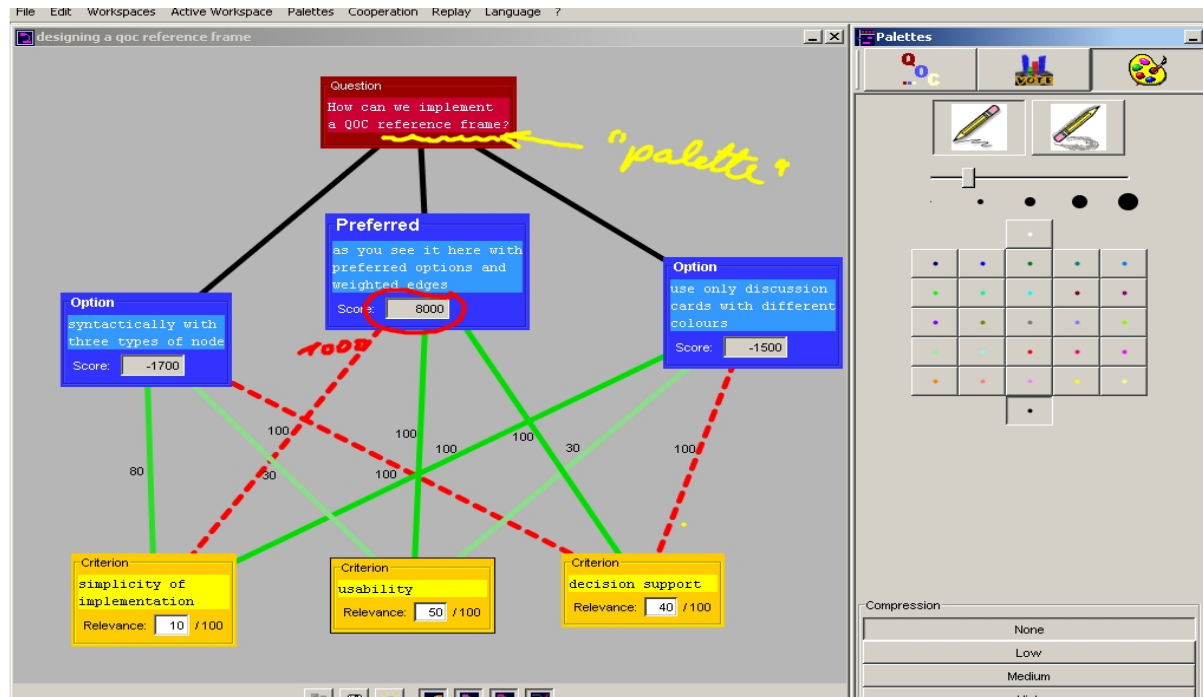 File Edit Workspaces Active Workspace Palettes Cooperation Replay Language ?
designing a qoc reference frame
Question
How can we implement
a QOC reference frame?
"palette"
Preferred
as you see it here with
preferred options and
weighted edges
Score: 8000
Option
syntactically with
three types of node
Score: -1700
Option
use only discussion
cards with different
colours
Score: -1500
1000
80
100
30
100
100
100
100
30
100
Criterion
simplicity of
implementation
Relevance: 10 / 100
Criterion
usability
Relevance: 50 / 100
Criterion
decision support
Relevance: 40 / 100
Palettes
QOC
VOTE
Compression
None
Low
Medium